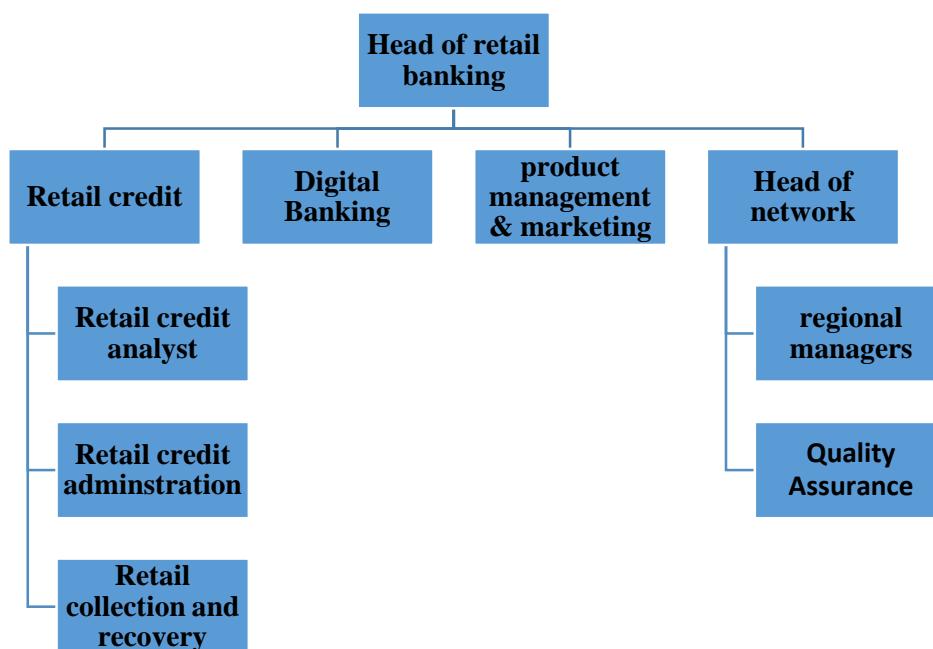 Head of retail
banking
Retail credit
Digital
Banking
product
management
& marketing
Head of
network
Retail credit
analyst
Retail credit
adminstration
Retail
collection and
recovery
regional
managers
Quality
Assurance